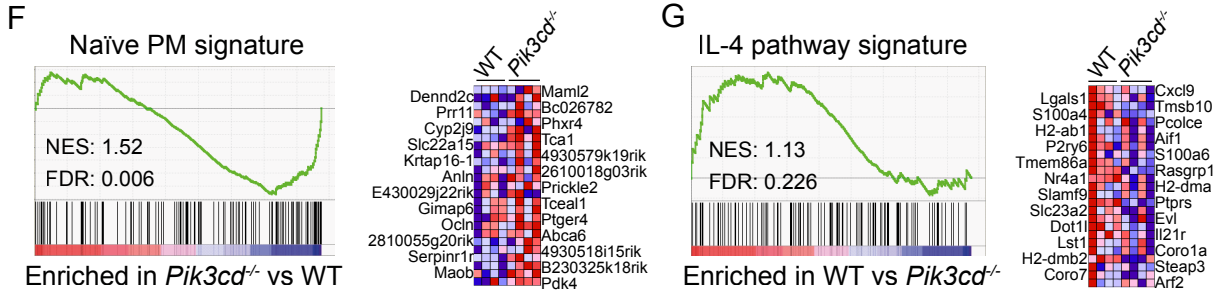 F
Naïve PM signature
NES: 1.52
FDR: 0.006
Enriched in Pik3cd-/- vs WT
WT
Pik3cd-/-
Dennd2c
Prr11
Cyp2j9
Slc22a15
Krtap16-1
Anln
E430029j22rik
Gimap6
Ocln
2810055g20rik
Serpinr1r
Maob
Maml2
Bc026782
Phxr4
Tca1
4930579k19rik
2610018g03rik
Prickle2
Tceal1
Ptger4
Abca6
4930518i15rik
B230325k18rik
Pdk4
G
IL-4 pathway signature
NES: 1.13
FDR: 0.226
Enriched in WT vs Pik3cd-/-
WT
Pik3cd-/-
Lgals1
S100a4
H2-ab1
P2ry6
Tmem86a
Nr4a1
Slamf9
Slc23a2
Dot1l
Lst1
H2-dmb2
Coro7
Cxcl9
Tmsb10
Pcolce
Aif1
S100a6
Rasgrp1
H2-dma
Ptprs
Evl
Il21r
Coro1a
Steap3
Arf2